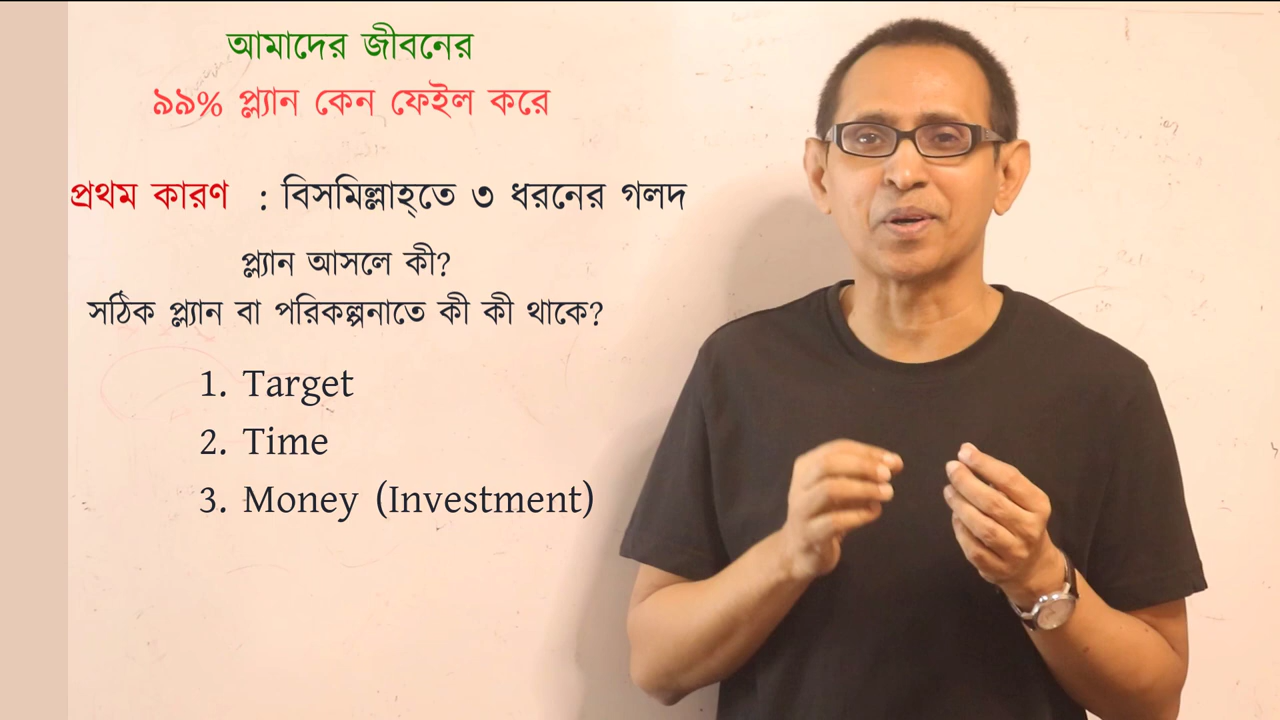 আমাদের জীবনের
৯৯% প্ল্যান কেন ফেইল করে
প্রথম কারণ : বিসমিল্লাহ্‌তে ৩ ধরনের গলদ
প্ল্যান আসলে কী?
সঠিক প্ল্যান বা পরিকল্পনাতে কী কী থাকে?
1. Target
2. Time
3. Money (Investment)